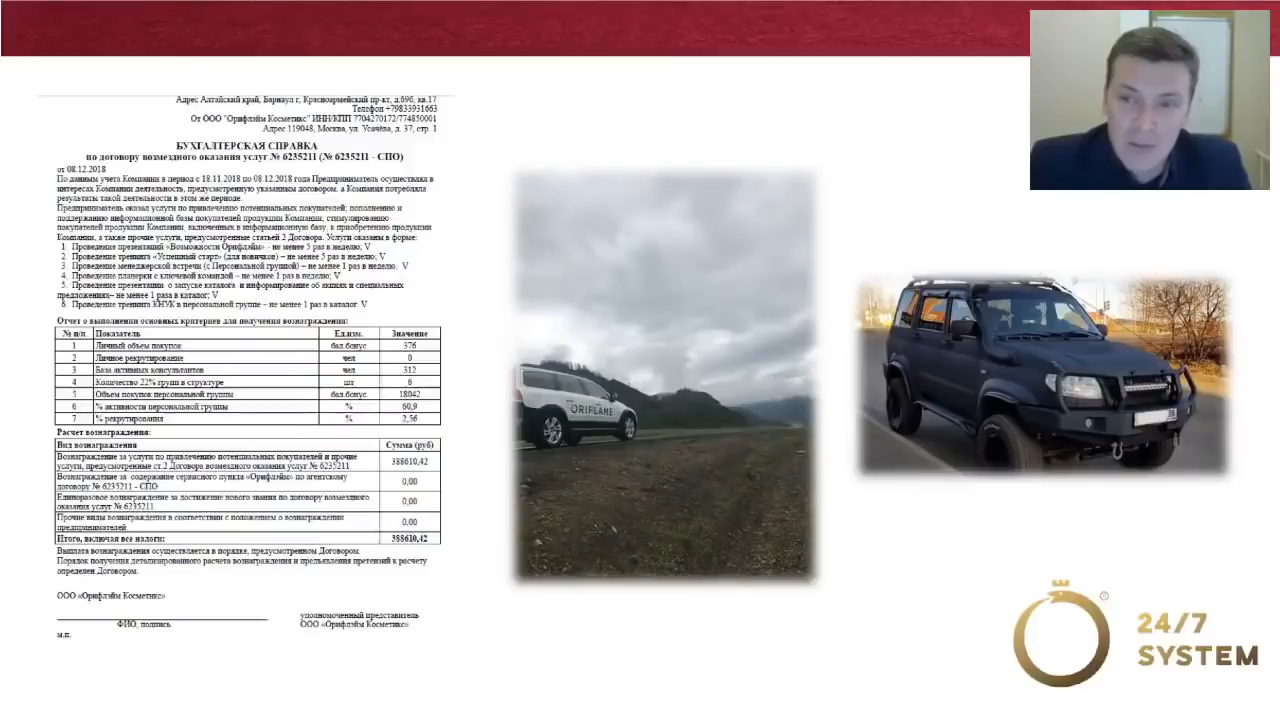 Адрес Алтайский край, Барнаул г, Красноармейский пр-кт, д.69б, кв.17
Телефон +79833931663
От ООО "Орифлэйм Косметикс" ИНН/КПП 7704270172/774850001
Адрес 119048, Москва, ул. Усачёва, д. 37, стр. 1
БУХГАЛТЕРСКАЯ СПРАВКА
по договору возмездного оказания услуг № 6235211 (№ 6235211 - СПО)
от 08.12.2018
По данным учета Компании в период с 18.11.2018 по 08.12.2018 года Предприниматель осуществлял в
интересах Компании деятельность, предусмотренную указанным договором, а Компания потребляла
результаты такой деятельности в этом же периоде.
Предприниматель оказал услуги по привлечению потенциальных покупателей; пополнению и
поддержанию информационной базы покупателей продукции Компании, стимулированию
покупателей продукции Компании, включенных в информационную базу, к приобретению продукции
Компании, а также прочие услуги, предусмотренные статьей 2 Договора. Услуги оказаны в форме:
1. Проведение презентаций «Возможности Орифлэйм» - не менее 5 раз в неделю; V
2. Проведение тренинга «Успешный старт» (для новичков) – не менее 5 раз в неделю; V
3 Проведение менеджерской встречи (с Персональной группой) – не менее 1 раз в неделю; V
4. Проведение планерки с ключевой командой – не менее 1 раз в неделю; V
5. Проведение презентации о запуске каталога и информирование об акциях и специальных
предложениях– не менее 1 раз в каталог; V
6. Проведение тренинга КНУК в персональной группе – не менее 1 раз в каталог V
Отчет о выполнении основных критериев для получения вознаграждения:
№ п/п Показатель Ед.изм. Значение
1 Личный объем покупок бал.бонус 376
2 Личное рекрутирование чел 0
3 База активных консультантов чел 312
4 Количество 22% групп в структуре шт 6
5 Объем покупок персональной группы бал.бонус 18042
6 % активности персональной группы % 60,9
7 % рекрутирования % 2,56
Расчет вознаграждения:
Вид вознаграждения Сумма (руб)
Вознаграждение за услуги по привлечению потенциальных покупателей и прочие
услуги, предусмотренные ст.2 Договора возмездного оказания услуг № 6235211 388610,42
Вознаграждение за содержание сервисного пункта «Орифлэйм» по агентскому
договору № 6235211 - СПО 0,00
Единоразовое вознаграждение за достижение нового звания по договору возмездного
оказания услуг № 6235211 0,00
Прочие виды вознаграждения в соответствии с положением о вознаграждении
предпринимателей 0,00
Итого, включая все налоги: 388610,42
Выплата вознаграждения осуществляется в порядке, предусмотренном Договором.
Порядок получения детализированного расчета вознаграждения и предъявления претензий к расчету
определен Договором.
ООО «Орифлэйм Косметикс»
ФИО, подпись
м.п.
уполномоченный представитель
ООО «Орифлэйм Косметикс»
ORIFLAME
24/7
SYSTEM